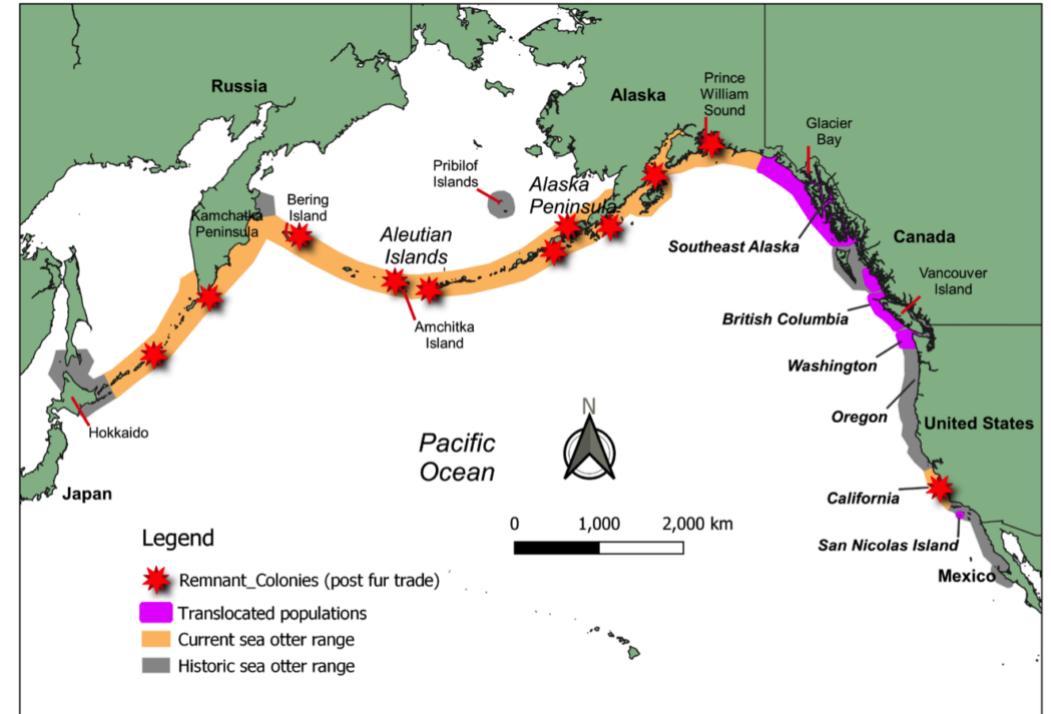 Russia
Alaska
Prince
William
Sound
Glacier
Bay
Pribilof
Islands
Alaska
Peninsula
Kamchatka
Peninsula
Bering
Island
Aleutian
Islands
Southeast Alaska
Canada
Vancouver
Island
Amchitka
Island
British Columbia
Washington
Hokkaido
Oregon
United States
N
Pacific
Ocean
Japan
California
0 1,000 2,000 km
San Nicolas Island
Mexico
Legend
Remnant_Colonies (post fur trade)
Translocated populations
Current sea otter range
Historic sea otter range